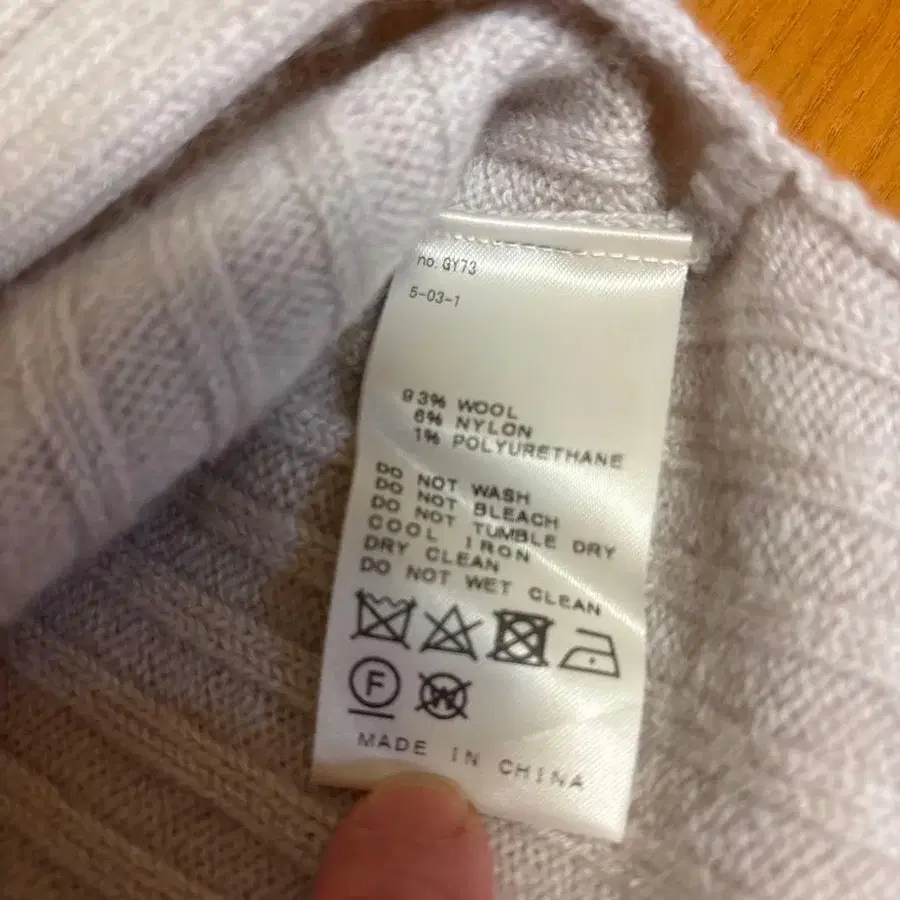 no. GY73
5-03-1
93% WOOL
6% NYLON
1% POLYURETHANE
DO NOT WASH
DO NOT BLEACH
DO NOT TUMBLE DRY
COOL IRON
DRY CLEAN
DO NOT WET CLEAN
F W
MADE IN CHINA